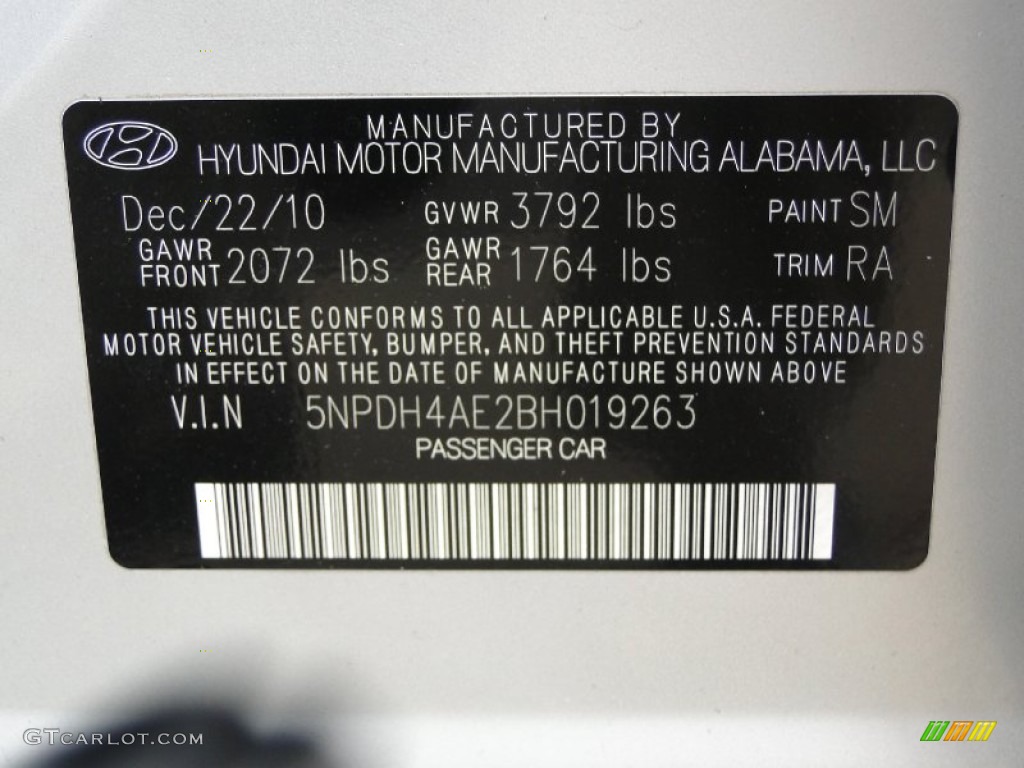 MANUFACTURED BY
HYUNDAI MOTOR MANUFACTURING ALABAMA, LLC
Dec/22/10 GVWR 3792 lbs PAINT SM
GAWR FRONT 2072 lbs GAWR REAR 1764 lbs TRIM RA
THIS VEHICLE CONFORMS TO ALL APPLICABLE U.S.A. FEDERAL
MOTOR VEHICLE SAFETY, BUMPER, AND THEFT PREVENTION STANDARDS
IN EFFECT ON THE DATE OF MANUFACTURE SHOWN ABOVE
V.I.N 5NPDH4AE2BH019263
PASSENGER CAR
GTCARLOT.COM